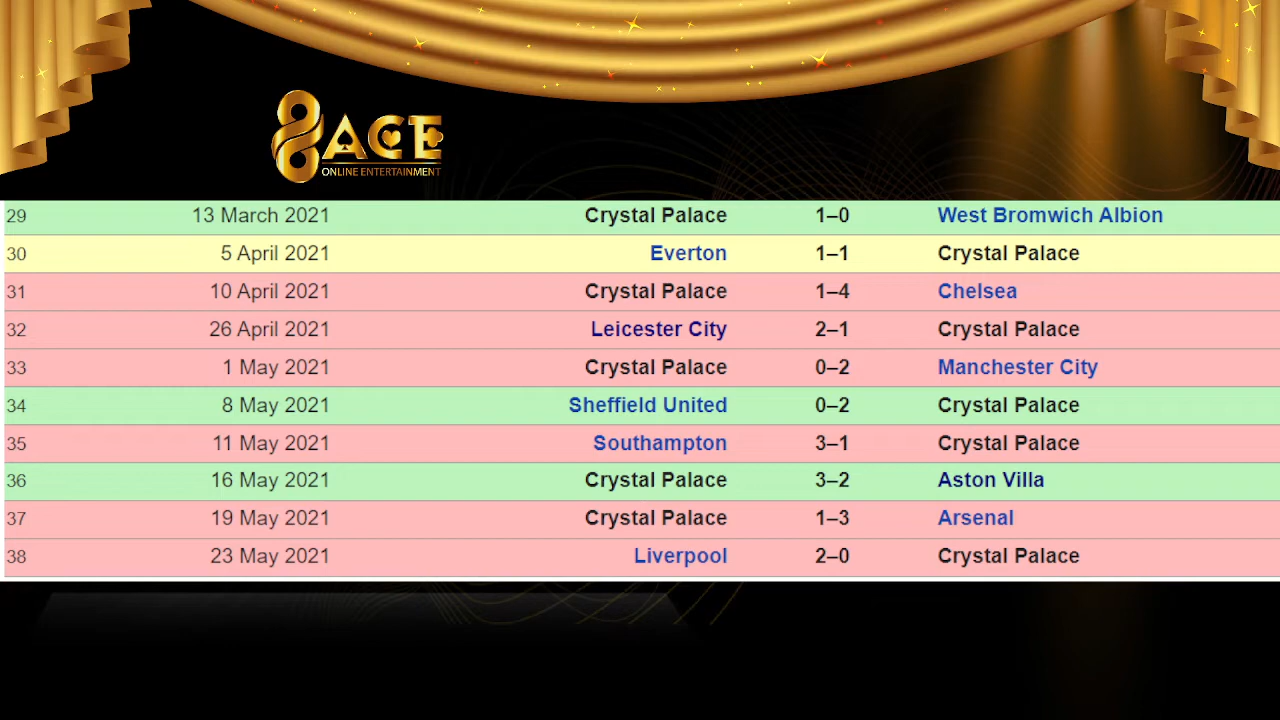 8ACE
ONLINE ENTERTAINMENT
29 13 March 2021 Crystal Palace 1–0 West Bromwich Albion
30 5 April 2021 Everton 1–1 Crystal Palace
31 10 April 2021 Crystal Palace 1–4 Chelsea
32 26 April 2021 Leicester City 2–1 Crystal Palace
33 1 May 2021 Crystal Palace 0–2 Manchester City
34 8 May 2021 Sheffield United 0–2 Crystal Palace
35 11 May 2021 Southampton 3–1 Crystal Palace
36 16 May 2021 Crystal Palace 3–2 Aston Villa
37 19 May 2021 Crystal Palace 1–3 Arsenal
38 23 May 2021 Liverpool 2–0 Crystal Palace